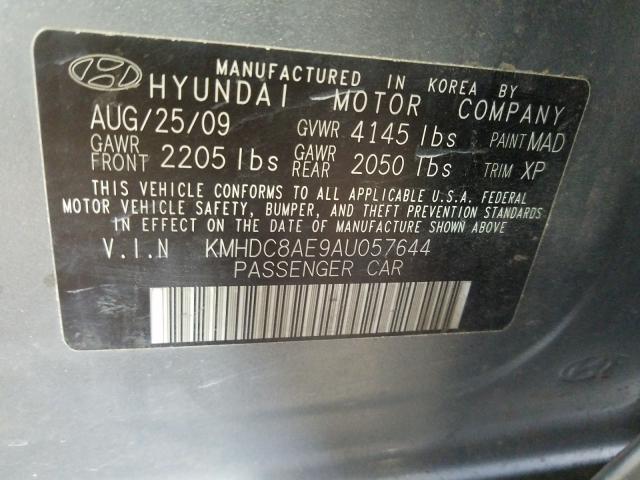 MANUFACTURED IN KOREA BY
HYUNDAI MOTOR COMPANY
AUG/25/09 GVWR 4145 lbs PAINT MAD
GAWR FRONT 2205 lbs GAWR REAR 2050 lbs TRIM XP
THIS VEHICLE CONFORMS TO ALL APPLICABLE U.S.A. FEDERAL
MOTOR VEHICLE SAFETY, BUMPER, AND THEFT PREVENTION STANDARDS
IN EFFECT ON THE DATE OF MANUFACTURE SHOWN ABOVE
V.I.N KMHDC8AE9AU057644
PASSENGER CAR